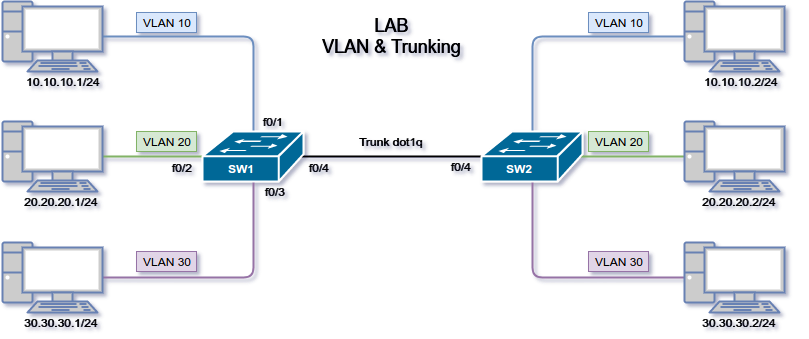 LAB
VLAN & Trunking
VLAN 10
VLAN 10
10.10.10.1/24
10.10.10.2/24
f0/1
VLAN 20
Trunk dot1q
VLAN 20
f0/2
SW1
f0/4
f0/4
SW2
f0/3
20.20.20.1/24
20.20.20.2/24
VLAN 30
VLAN 30
30.30.30.1/24
30.30.30.2/24